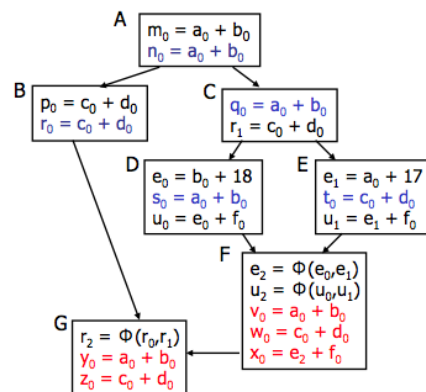 A
m₀ = a₀ + b₀
n₀ = a₀ + b₀
B
p₀ = c₀ + d₀
r₀ = c₀ + d₀
C
q₀ = a₀ + b₀
r₁ = c₀ + d₀
D
e₀ = b₀ + 18
s₀ = a₀ + b₀
u₀ = e₀ + f₀
E
e₁ = a₀ + 17
t₀ = c₀ + d₀
u₁ = e₁ + f₀
F
e₂ = Φ(e₀,e₁)
u₂ = Φ(u₀,u₁)
v₀ = a₀ + b₀
w₀ = c₀ + d₀
x₀ = e₂ + f₀
G
r₂ = Φ(r₀,r₁)
y₀ = a₀ + b₀
z₀ = c₀ + d₀